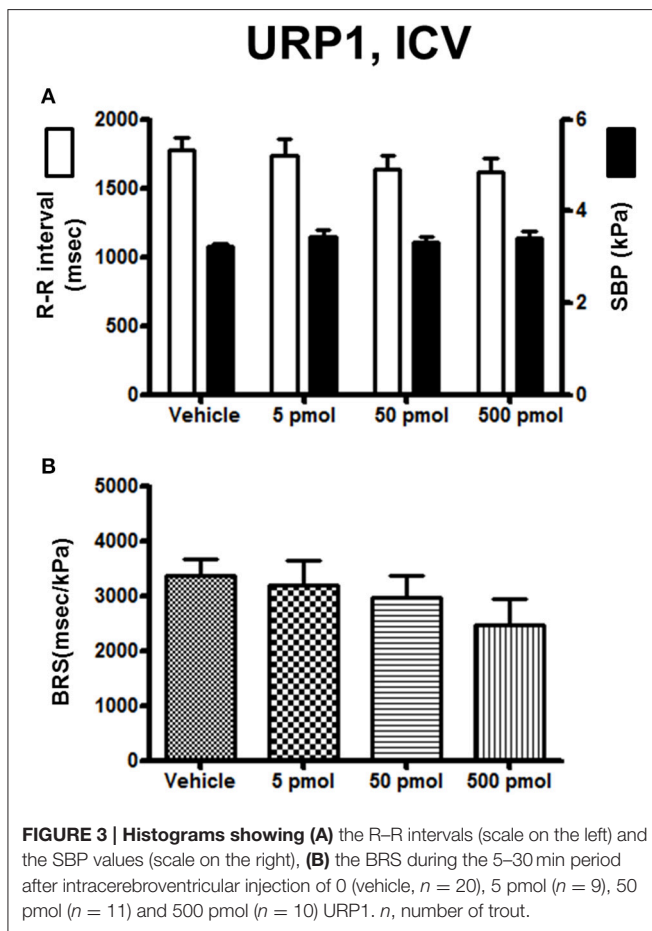 URP1, ICV
A
R-R interval
(msec)
2000
1500
1000
500
0
6
4
2
0
SBP (kPa)
Vehicle 5 pmol 50 pmol 500 pmol
B
BRS(msec/kPa)
5000
4000
3000
2000
1000
0
Vehicle 5 pmol 50 pmol 500 pmol
FIGURE 3 | Histograms showing (A) the R–R intervals (scale on the left) and
the SBP values (scale on the right), (B) the BRS during the 5–30 min period
after intracerebroventricular injection of 0 (vehicle, n = 20), 5 pmol (n = 9), 50
pmol (n = 11) and 500 pmol (n = 10) URP1. n, number of trout.